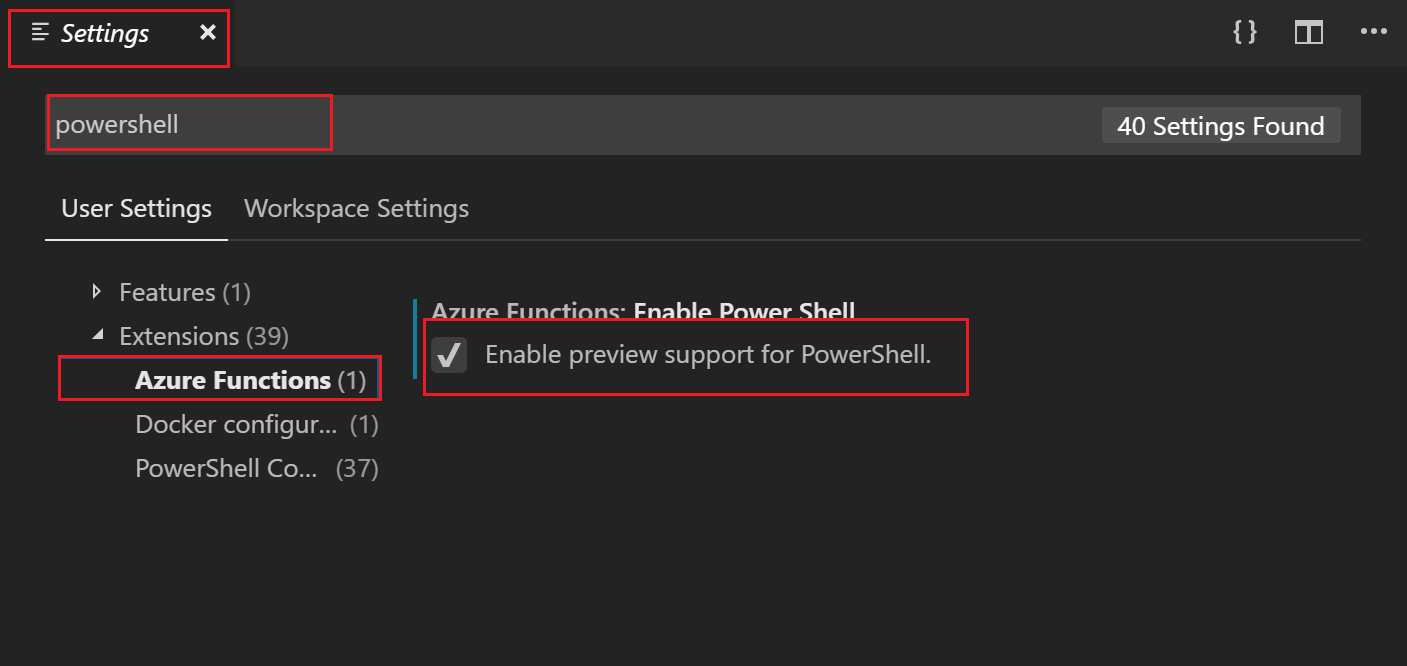 Settings
{ }
powershell
40 Settings Found
User Settings Workspace Settings
Features (1)
Extensions (39)
Azure Functions (1)
Docker configur... (1)
PowerShell Co... (37)
Azure Functions: Enable Power Shell
Enable preview support for PowerShell.